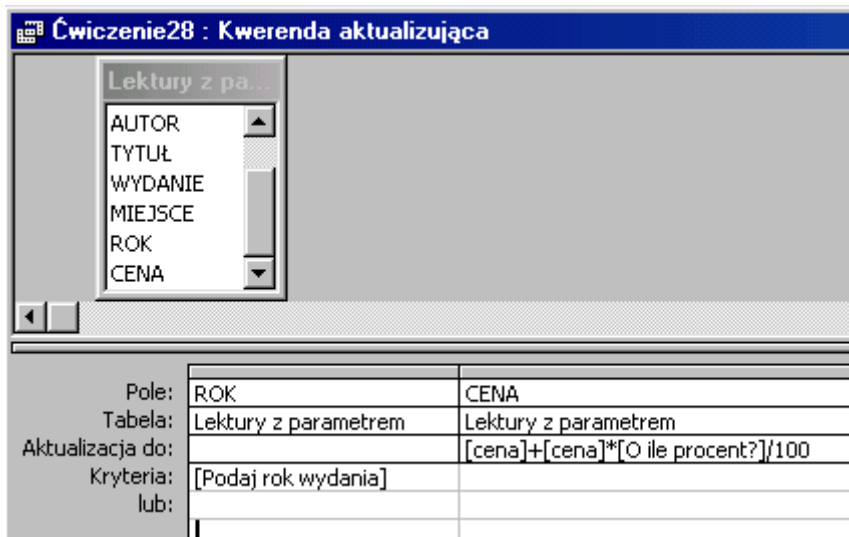 Ćwiczenie28 : Kwerenda aktualizująca
Lektury z pa...
AUTOR
TYTUŁ
WYDANIE
MIEJSCE
ROK
CENA
Pole: ROK CENA
Tabela: Lektury z parametrem Lektury z parametrem
Aktualizacja do: [cena]+[cena]*[O ile procent?]/100
Kryteria: [Podaj rok wydania]
lub: